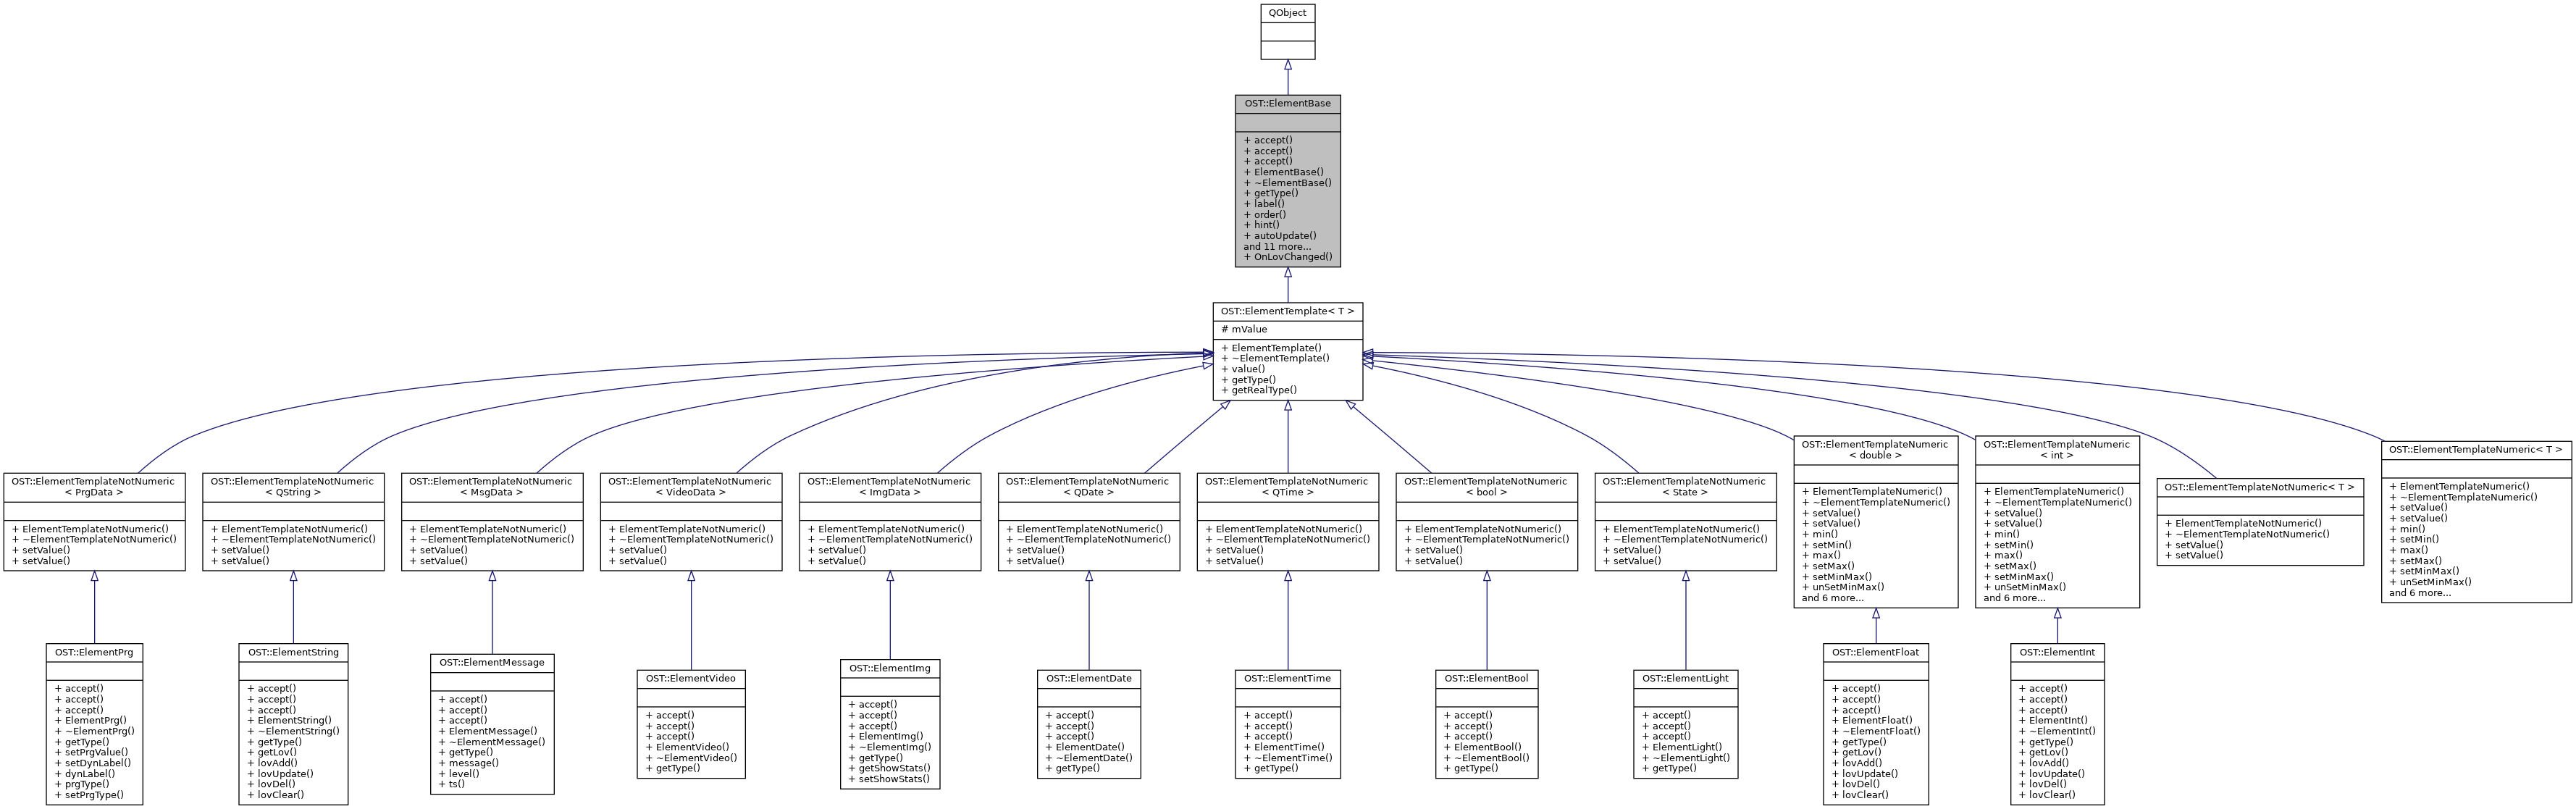 QObject
OST::ElementBase
+ accept()
+ accept()
+ accept()
+ ElementBase()
+ ~ElementBase()
+ getType()
+ label()
+ order()
+ hint()
+ autoUpdate()
and 11 more...
+ OnLovChanged()
OST::ElementTemplate< T >
# mValue
+ ElementTemplate()
+ ~ElementTemplate()
+ value()
+ getType()
+ getRealType()
OST::ElementTemplateNotNumeric
< PrgData >
+ ElementTemplateNotNumeric()
+ ~ElementTemplateNotNumeric()
+ setValue()
+ setValue()
OST::ElementTemplateNotNumeric
< QString >
+ ElementTemplateNotNumeric()
+ ~ElementTemplateNotNumeric()
+ setValue()
+ setValue()
OST::ElementTemplateNotNumeric
< MsgData >
+ ElementTemplateNotNumeric()
+ ~ElementTemplateNotNumeric()
+ setValue()
+ setValue()
OST::ElementTemplateNotNumeric
< VideoData >
+ ElementTemplateNotNumeric()
+ ~ElementTemplateNotNumeric()
+ setValue()
+ setValue()
OST::ElementTemplateNotNumeric
< ImgData >
+ ElementTemplateNotNumeric()
+ ~ElementTemplateNotNumeric()
+ setValue()
+ setValue()
OST::ElementTemplateNotNumeric
< QDate >
+ ElementTemplateNotNumeric()
+ ~ElementTemplateNotNumeric()
+ setValue()
+ setValue()
OST::ElementTemplateNotNumeric
< QTime >
+ ElementTemplateNotNumeric()
+ ~ElementTemplateNotNumeric()
+ setValue()
+ setValue()
OST::ElementTemplateNotNumeric
< bool >
+ ElementTemplateNotNumeric()
+ ~ElementTemplateNotNumeric()
+ setValue()
+ setValue()
OST::ElementTemplateNotNumeric
< State >
+ ElementTemplateNotNumeric()
+ ~ElementTemplateNotNumeric()
+ setValue()
+ setValue()
OST::ElementTemplateNumeric
< double >
+ ElementTemplateNumeric()
+ ~ElementTemplateNumeric()
+ setValue()
+ setValue()
+ min()
+ setMin()
+ max()
+ setMax()
+ setMinMax()
+ unSetMinMax()
and 6 more...
OST::ElementTemplateNumeric
< int >
+ ElementTemplateNumeric()
+ ~ElementTemplateNumeric()
+ setValue()
+ setValue()
+ min()
+ setMin()
+ max()
+ setMax()
+ setMinMax()
+ unSetMinMax()
and 6 more...
OST::ElementTemplateNotNumeric< T >
+ ElementTemplateNotNumeric()
+ ~ElementTemplateNotNumeric()
+ setValue()
+ setValue()
OST::ElementTemplateNumeric< T >
+ ElementTemplateNumeric()
+ ~ElementTemplateNumeric()
+ setValue()
+ setValue()
+ min()
+ setMin()
+ max()
+ setMax()
+ setMinMax()
+ unSetMinMax()
and 6 more...
OST::ElementPrg
+ accept()
+ accept()
+ accept()
+ ElementPrg()
+ ~ElementPrg()
+ getType()
+ setPrgValue()
+ setDynLabel()
+ dynLabel()
+ prgType()
+ setPrgType()
OST::ElementString
+ accept()
+ accept()
+ accept()
+ ElementString()
+ ~ElementString()
+ getType()
+ getLov()
+ lovAdd()
+ lovUpdate()
+ lovDel()
+ lovClear()
OST::ElementMessage
+ accept()
+ accept()
+ accept()
+ ElementMessage()
+ ~ElementMessage()
+ getType()
+ message()
+ level()
+ ts()
OST::ElementVideo
+ accept()
+ accept()
+ accept()
+ ElementVideo()
+ ~ElementVideo()
+ getType()
OST::ElementImg
+ accept()
+ accept()
+ accept()
+ ElementImg()
+ ~ElementImg()
+ getType()
+ getShowStats()
+ setShowStats()
OST::ElementDate
+ accept()
+ accept()
+ accept()
+ ElementDate()
+ ~ElementDate()
+ getType()
OST::ElementTime
+ accept()
+ accept()
+ accept()
+ ElementTime()
+ ~ElementTime()
+ getType()
OST::ElementBool
+ accept()
+ accept()
+ accept()
+ ElementBool()
+ ~ElementBool()
+ getType()
OST::ElementLight
+ accept()
+ accept()
+ accept()
+ ElementLight()
+ ~ElementLight()
+ getType()
OST::ElementFloat
+ accept()
+ accept()
+ accept()
+ ElementFloat()
+ ~ElementFloat()
+ getType()
+ getLov()
+ lovAdd()
+ lovUpdate()
+ lovDel()
+ lovClear()
OST::ElementInt
+ accept()
+ accept()
+ accept()
+ ElementInt()
+ ~ElementInt()
+ getType()
+ getLov()
+ lovAdd()
+ lovUpdate()
+ lovDel()
+ lovClear()